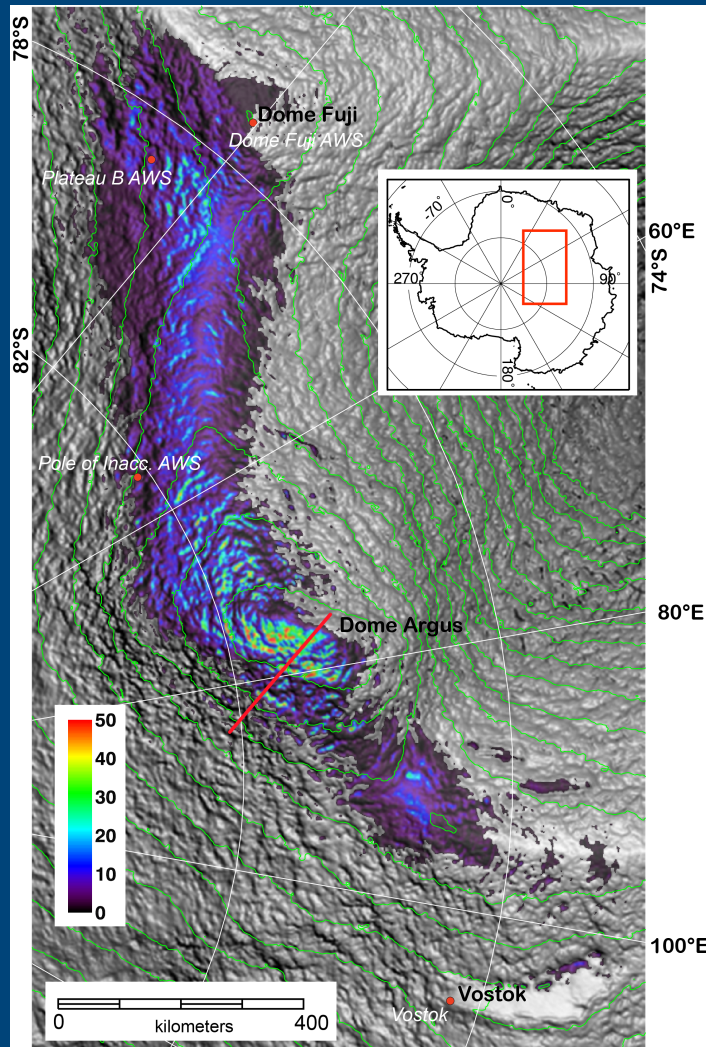 78°S
Dome Fuji
Dome Fuji AWS
Plateau B AWS
-70°
0°
270
90°
180°
60°E
74°S
82°S
Pole of Inacc. AWS
80°E
Dome Argus
50
40
30
20
10
0
100°E
Vostok
Vostok
0
400
kilometers